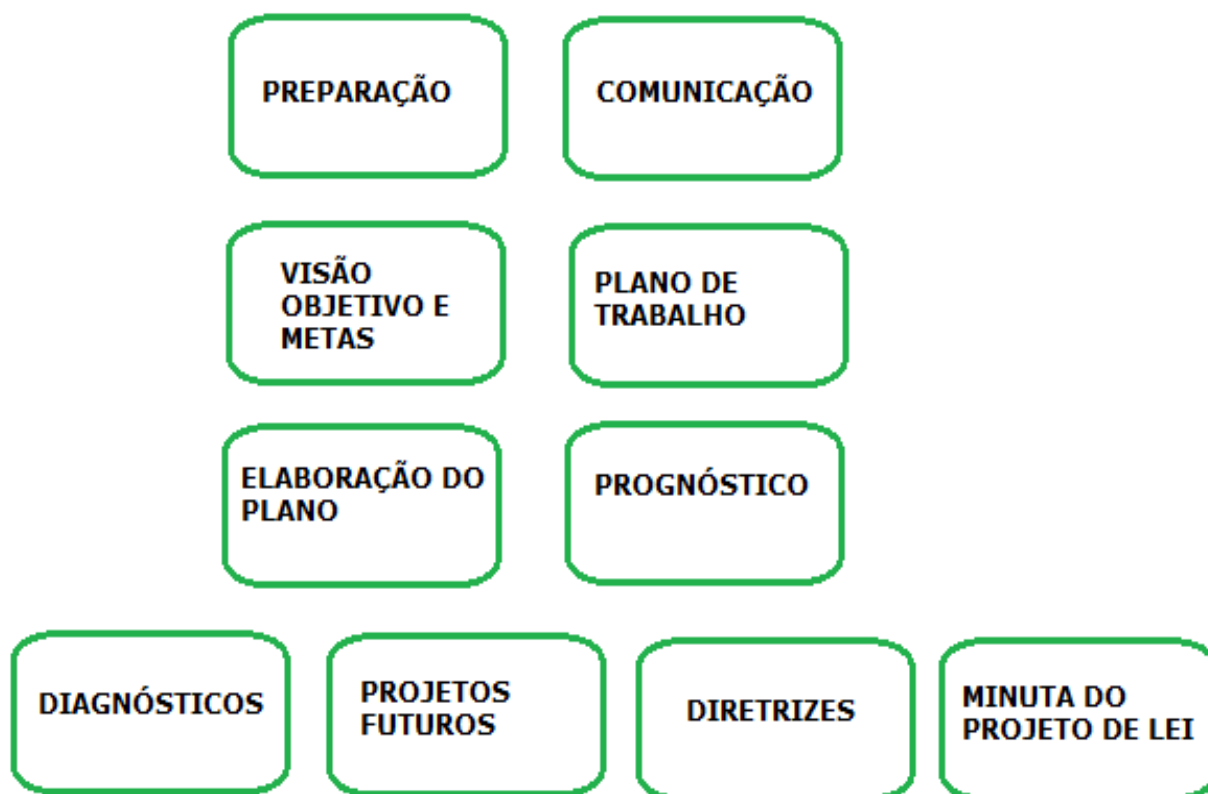 PREPARAÇÃO
COMUNICAÇÃO
VISÃO
OBJETIVO E
METAS
PLANO DE
TRABALHO
ELABORAÇÃO DO
PLANO
PROGNÓSTICO
DIAGNÓSTICOS
PROJETOS
FUTUROS
DIRETRIZES
MINUTA DO
PROJETO DE LEI